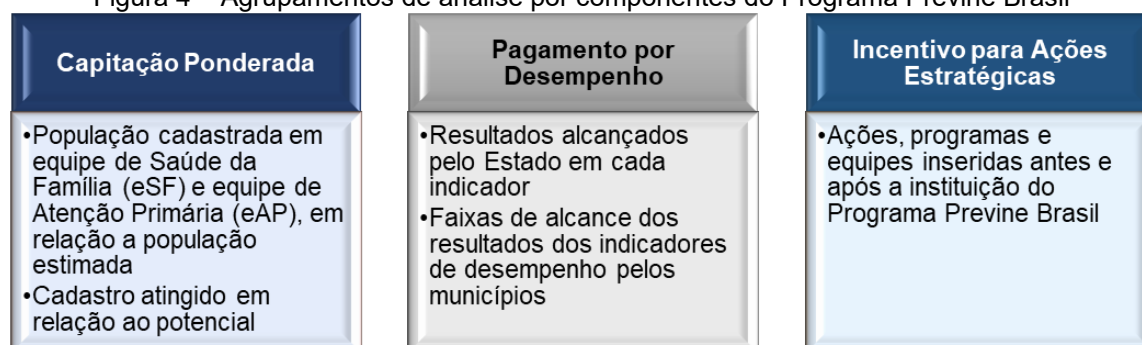 Figura 4 – Agrupamentos de análise por componentes do Programa Previne Brasil
Capitação Ponderada
•População cadastrada em
equipe de Saúde da
Família (eSF) e equipe de
Atenção Primária (eAP), em
relação a população
estimada
•Cadastro atingido em
relação ao potencial
Pagamento por
Desempenho
•Resultados alcançados
pelo Estado em cada
indicador
•Faixas de alcance dos
resultados dos indicadores
de desempenho pelos
municípios
Incentivo para Ações
Estratégicas
•Ações, programas e
equipes inseridas antes e
após a instituição do
Programa Previne Brasil